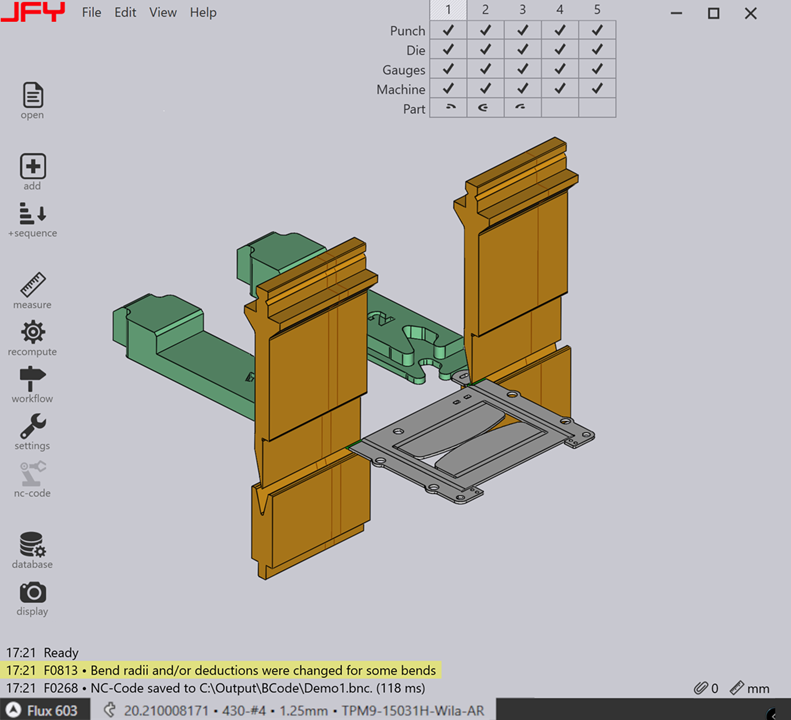 JFY File Edit View Help
1 2 3 4 5
Punch
Die
Gauges
Machine
Part
open
add
+sequence
measure
recompute
workflow
settings
nc-code
database
display
17:21 Ready
17:21 F0813 • Bend radii and/or deductions were changed for some bends
17:21 F0268 • NC-Code saved to C:\Output\BCode\Demo1.bnc. (118 ms)
0 mm
Flux 603 20.210008171 • 430-#4 • 1.25mm • TPM9-15031H-Wila-AR